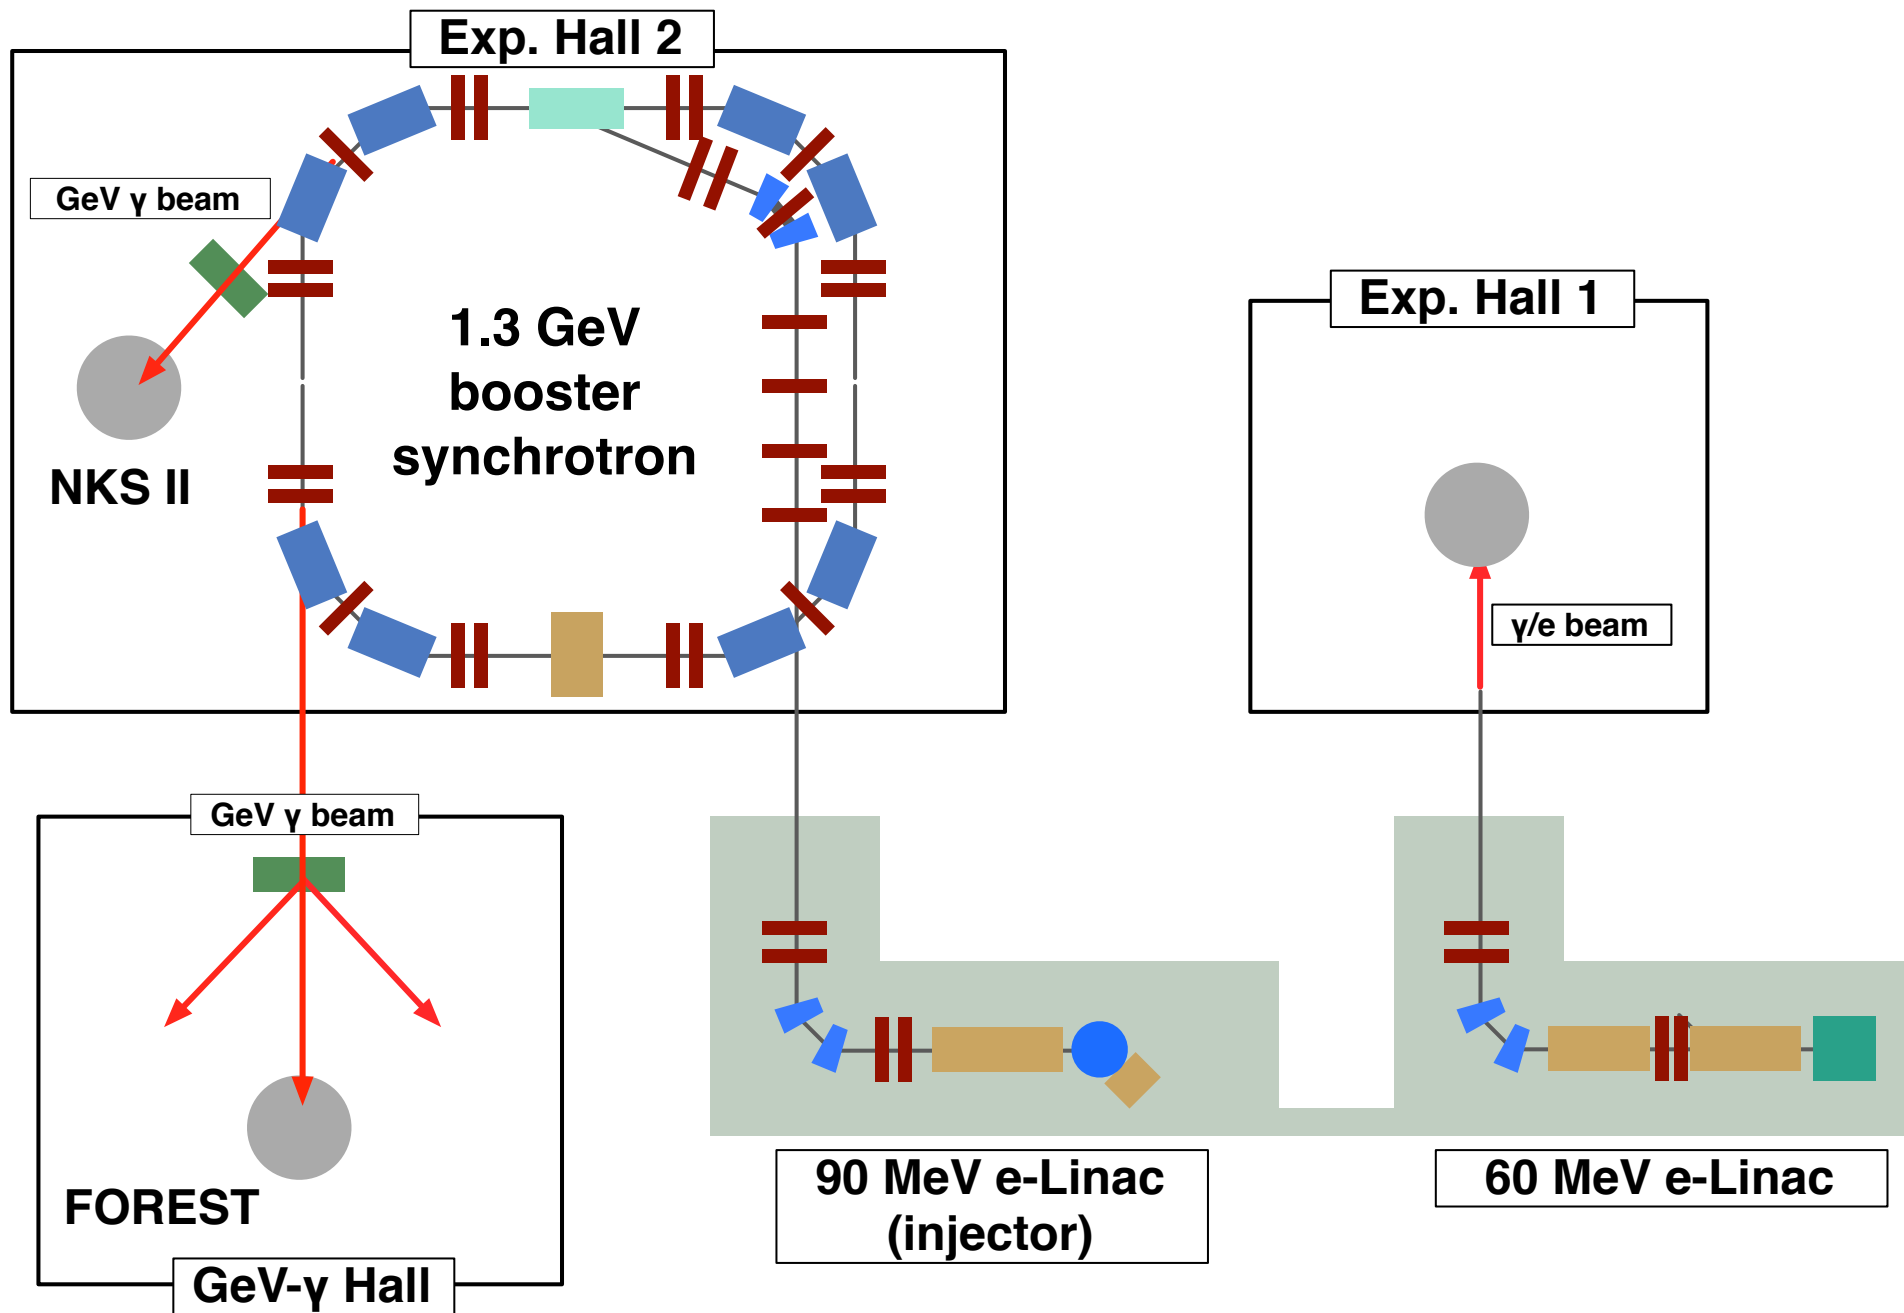 Exp. Hall 2
GeV γ beam
1.3 GeV
booster
synchrotron
NKS II
Exp. Hall 1
γ/e beam
GeV γ beam
FOREST
GeV-γ Hall
90 MeV e-Linac
(injector)
60 MeV e-Linac